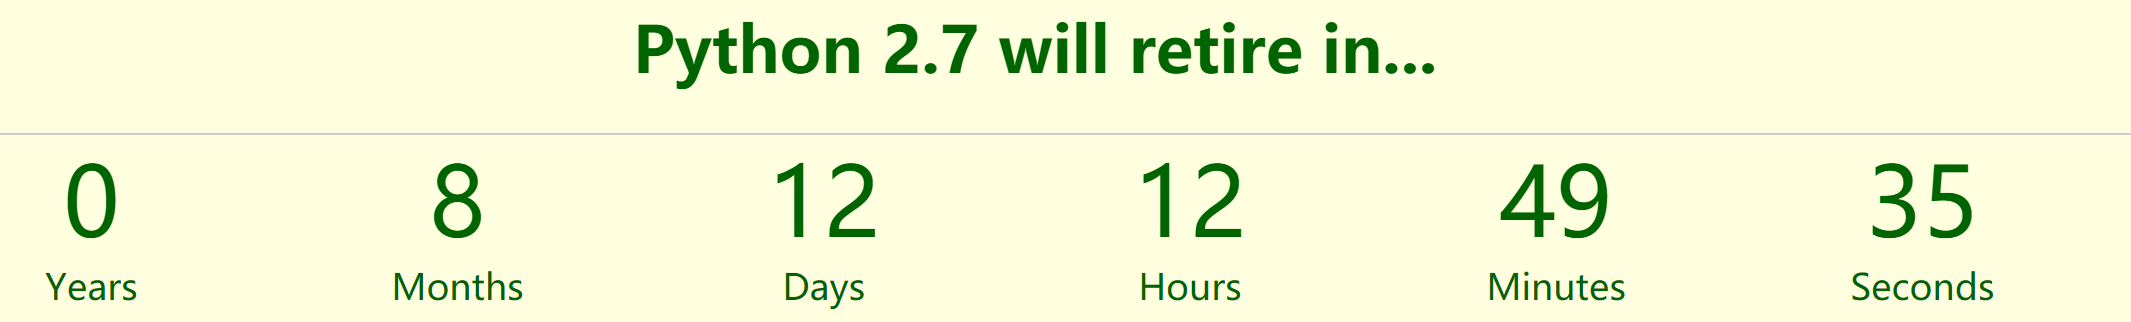 Python 2.7 will retire in...
0 8 12 12 49 35
Years Months Days Hours Minutes Seconds